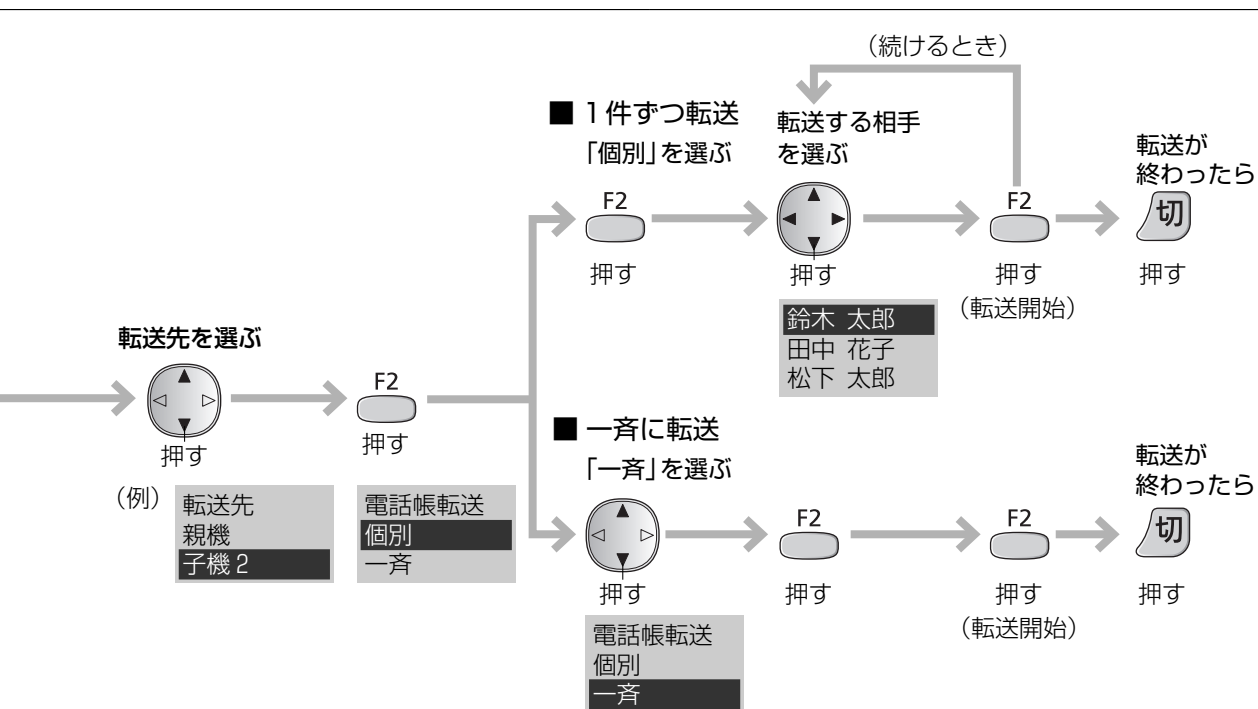 転送先を選ぶ
押す
（例）
転送先
親機
子機2
F2
押す
電話帳転送
個別
一斉
■ 1件ずつ転送
「個別」を選ぶ
F2
押す
（続けるとき）
転送する相手
を選ぶ
押す
鈴木 太郎
田中 花子
松下 太郎
F2
押す
（転送開始）
転送が
終わったら
切
押す
■ 一斉に転送
「一斉」を選ぶ
押す
電話帳転送
個別
一斉
F2
押す
F2
押す
（転送開始）
転送が
終わったら
切
押す